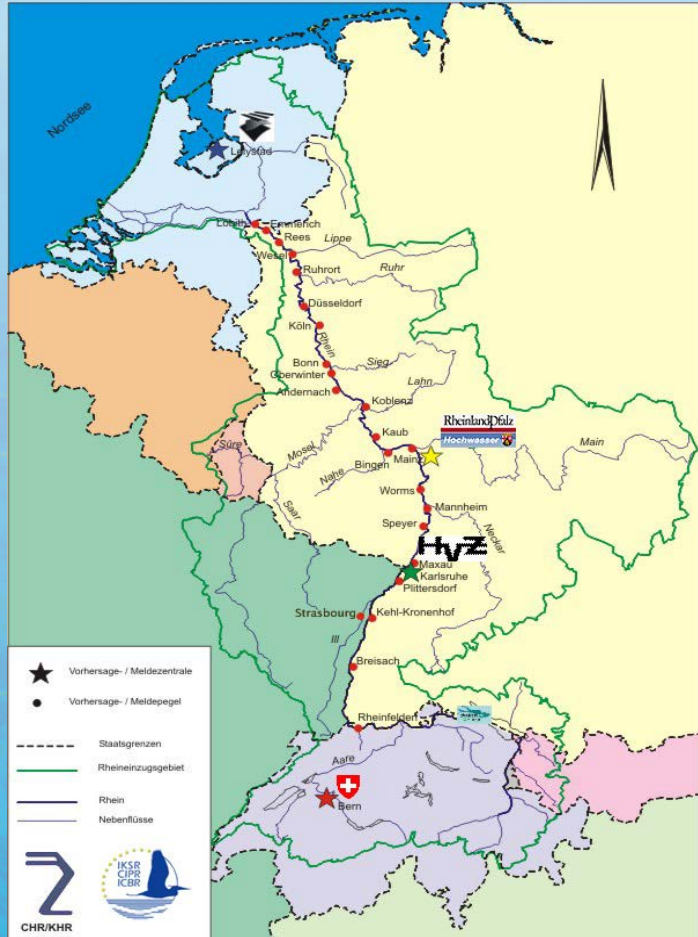 Nordsee
Lelystad
Lobith
Emmerich
Rees
Lippe
Wesel
Ruhrort
Ruhr
Düsseldorf
Köln
Rhein
Bonn
Sieg
Oberwinter
Lahn
Andernach
Koblenz
RheinlandPfalz
Hochwasser
Kaub
Main
Sûre
Mosel
Bingen
Mainz
Nahe
Worms
Saar
Mannheim
Speyer
Neckar
HVZ
Maxau
Karlsruhe
Plittersdorf
Strasbourg
Kehl-Kronenhof
Ill
Breisach
Rheinfelden
Aare
Bern
Vorhersage- / Meldezentrale
Vorhersage- / Meldepegel
Staatsgrenzen
Rheineinzugsgebiet
Rhein
Nebenflüsse
IKSR
CIPR
ICBR
CHR/KHR